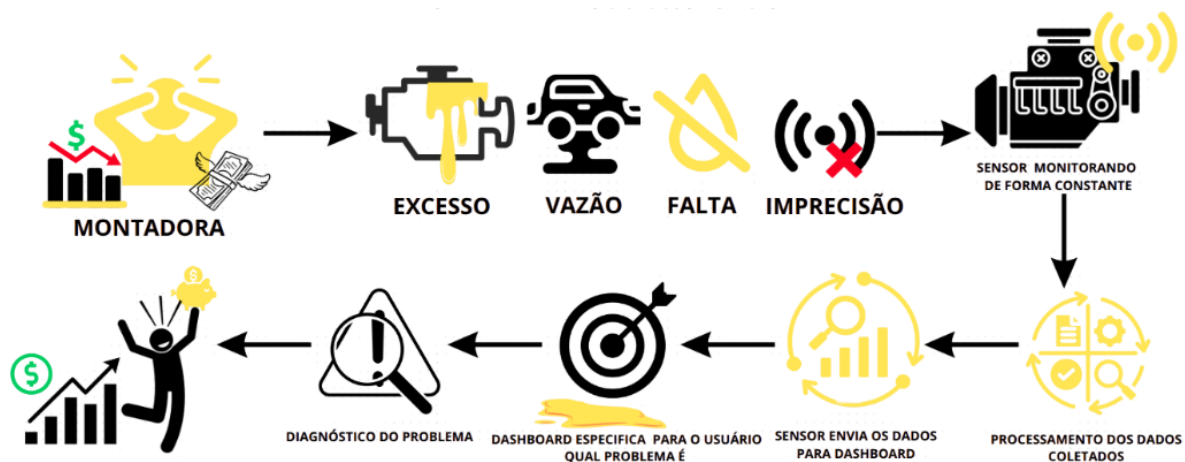 MONTADORA
EXCESSO
VAZÃO
FALTA
IMPRECISÃO
SENSOR MONITORANDO
DE FORMA CONSTANTE
DIAGNÓSTICO DO PROBLEMA
DASHBOARD ESPECIFICA PARA O USUÁRIO
QUAL PROBLEMA É
SENSOR ENVIA OS DADOS
PARA DASHBOARD
PROCESSAMENTO DOS DADOS
COLETADOS